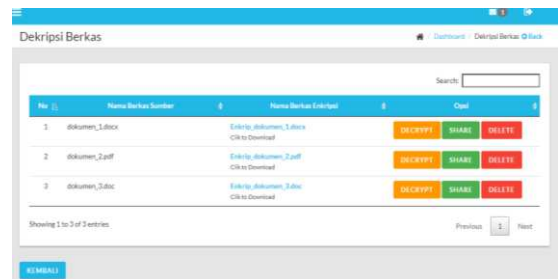 1
Dekripsi Berkas
/ Dashboard / Dekripsi Berkas Back
Search:
No Nama Berkas Sumber Nama Berkas Enkripsi Opsi
1 dokumen_1.docx Enkrip_dokumen_1.docx DECRYPT SHARE DELETE
Clik to Download
2 dokumen_2.pdf Enkrip_dokumen_2.pdf DECRYPT SHARE DELETE
Clik to Download
3 dokumen_3.doc Enkrip_dokumen_3.doc DECRYPT SHARE DELETE
Clik to Download
Showing 1 to 3 of 3 entries Previous 1 Next
KEMBALI